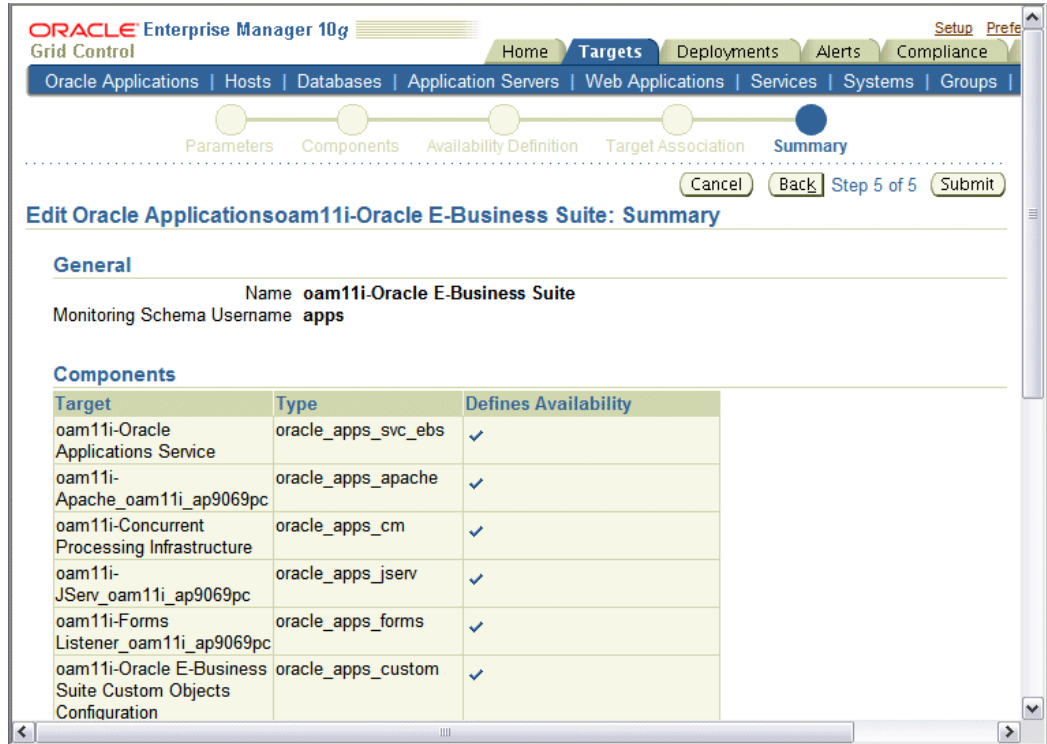 ORACLE Enterprise Manager 10g
Grid Control
Setup Prefe
Home Targets Deployments Alerts Compliance
Oracle Applications | Hosts | Databases | Application Servers | Web Applications | Services | Systems | Groups |
Parameters Components Availability Definition Target Association Summary
Cancel Back Step 5 of 5 Submit
Edit Oracle Applicationsoam11i-Oracle E-Business Suite: Summary
General
Name oam11i-Oracle E-Business Suite
Monitoring Schema Username apps
Components
Target Type Defines Availability
oam11i-Oracle oracle_apps_svc_ebs
Applications Service
oam11i- oracle_apps_apache
Apache_oam11i_ap9069pc
oam11i-Concurrent oracle_apps_cm
Processing Infrastructure
oam11i- oracle_apps_jserv
JServ_oam11i_ap9069pc
oam11i-Forms oracle_apps_forms
Listener_oam11i_ap9069pc
oam11i-Oracle E-Business oracle_apps_custom
Suite Custom Objects
Configuration